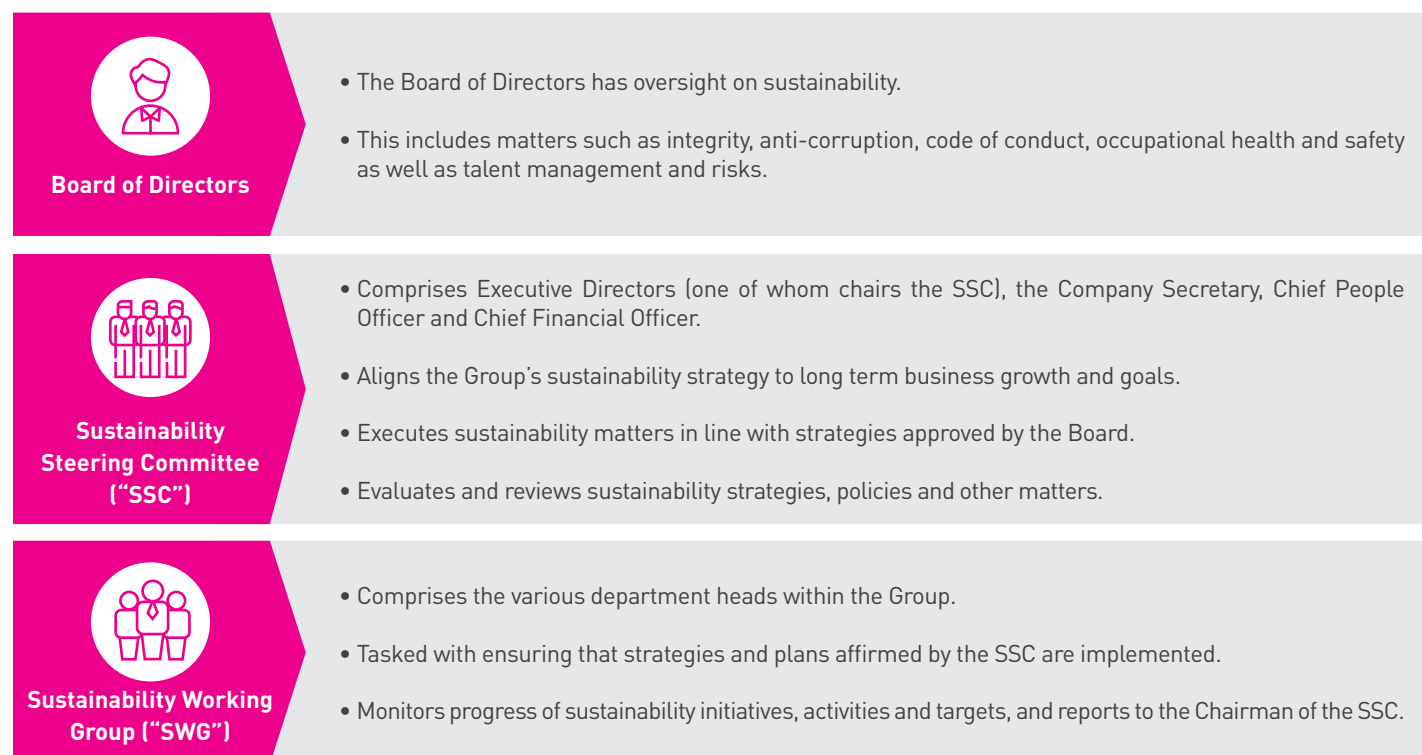 Board of Directors
• The Board of Directors has oversight on sustainability.
• This includes matters such as integrity, anti-corruption, code of conduct, occupational health and safety
as well as talent management and risks.
Sustainability
Steering Committee
(“SSC”)
• Comprises Executive Directors (one of whom chairs the SSC), the Company Secretary, Chief People
Officer and Chief Financial Officer.
• Aligns the Group’s sustainability strategy to long term business growth and goals.
• Executes sustainability matters in line with strategies approved by the Board.
• Evaluates and reviews sustainability strategies, policies and other matters.
Sustainability Working
Group (“SWG”)
• Comprises the various department heads within the Group.
• Tasked with ensuring that strategies and plans affirmed by the SSC are implemented.
• Monitors progress of sustainability initiatives, activities and targets, and reports to the Chairman of the SSC.